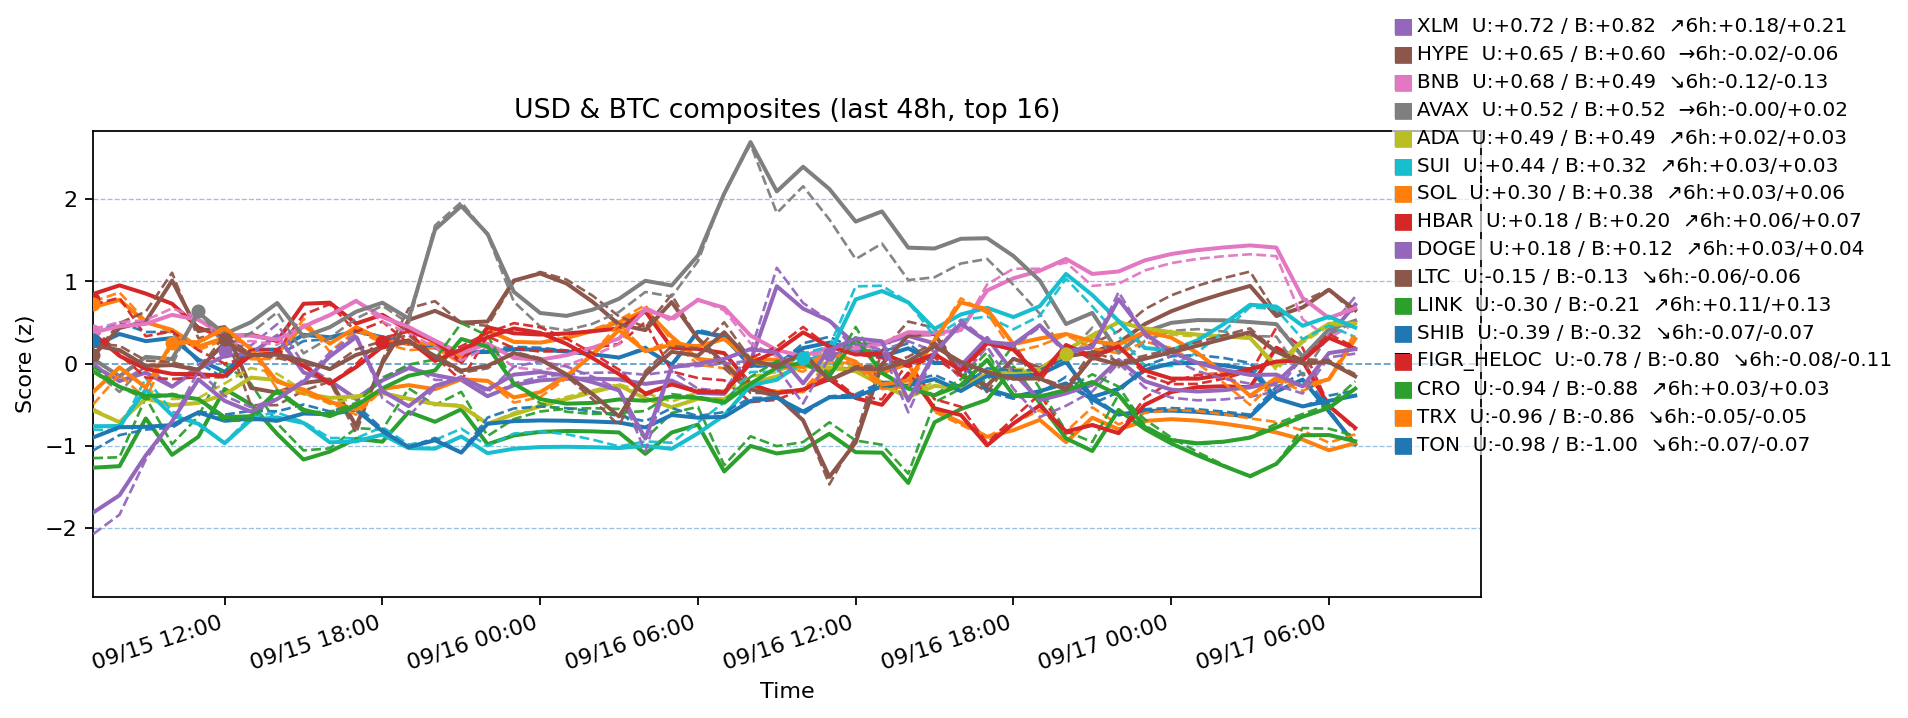 XLM U:+0.72 / B:+0.82 ↗6h:+0.18/+0.21
HYPE U:+0.65 / B:+0.60 →6h:-0.02/-0.06
BNB U:+0.68 / B:+0.49 ↘6h:-0.12/-0.13
AVAX U:+0.52 / B:+0.52 →6h:-0.00/+0.02
ADA U:+0.49 / B:+0.49 ↗6h:+0.02/+0.03
SUI U:+0.44 / B:+0.32 ↗6h:+0.03/+0.03
SOL U:+0.30 / B:+0.38 ↗6h:+0.03/+0.06
HBAR U:+0.18 / B:+0.20 ↗6h:+0.06/+0.07
DOGE U:+0.18 / B:+0.12 ↗6h:+0.03/+0.04
LTC U:-0.15 / B:-0.13 ↘6h:-0.06/-0.06
LINK U:-0.30 / B:-0.21 ↗6h:+0.11/+0.13
SHIB U:-0.39 / B:-0.32 ↘6h:-0.07/-0.07
FIGR_HELOC U:-0.78 / B:-0.80 ↘6h:-0.08/-0.11
CRO U:-0.94 / B:-0.88 ↗6h:+0.03/+0.03
TRX U:-0.96 / B:-0.86 ↘6h:-0.05/-0.05
TON U:-0.98 / B:-1.00 ↘6h:-0.07/-0.07
USD & BTC composites (last 48h, top 16)
Score (z)
2
1
0
−1
−2
09/15 12:00
09/15 18:00
09/16 00:00
09/16 06:00
09/16 12:00
09/16 18:00
09/17 00:00
09/17 06:00
Time